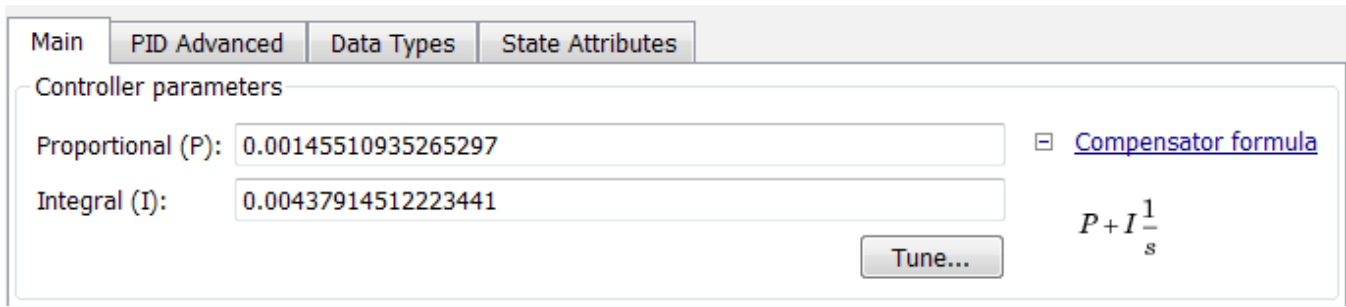 Main PID Advanced Data Types State Attributes
Controller parameters
Proportional (P): 0.00145510935265297
Compensator formula
Integral (I): 0.00437914512223441
P + I 1/s
Tune...